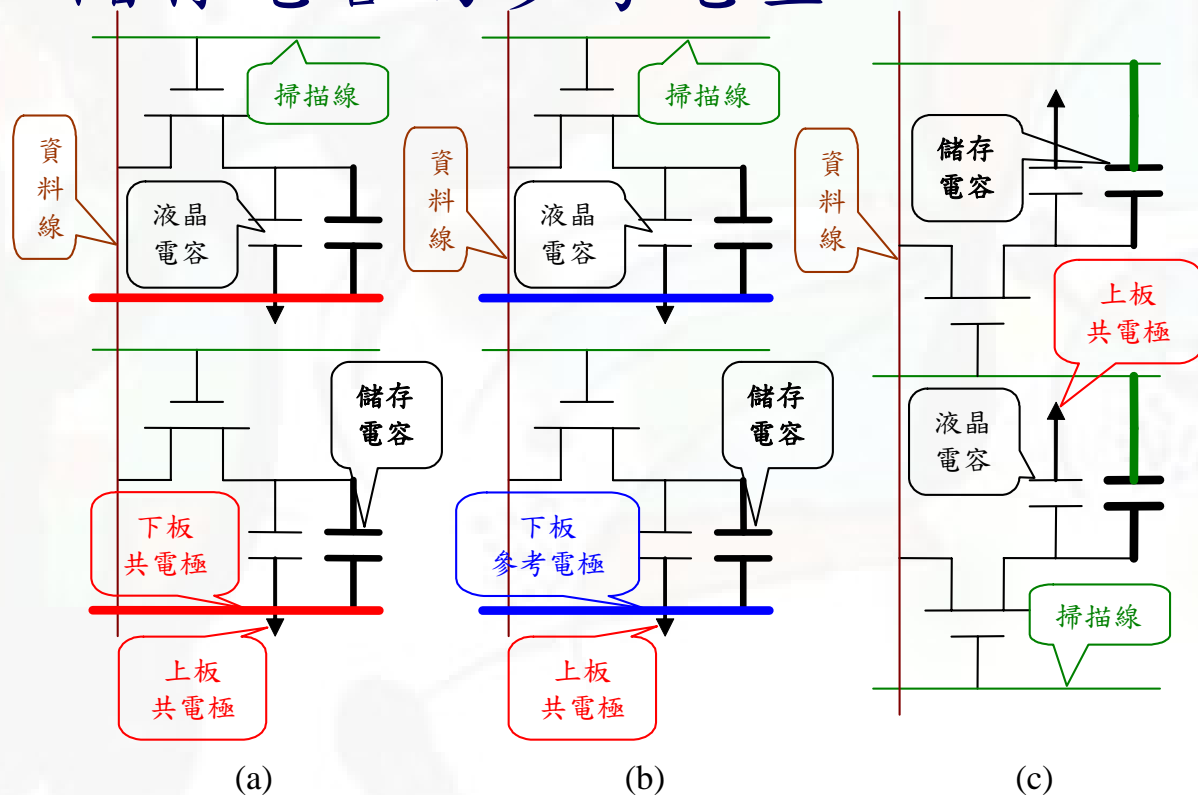 掃描線
資料線
液晶
電容
儲存
電容
下板
共電極
上板
共電極
(a)
掃描線
資料線
液晶
電容
儲存
電容
下板
參考電極
上板
共電極
(b)
儲存
電容
資料線
上板
共電極
液晶
電容
掃描線
(c)